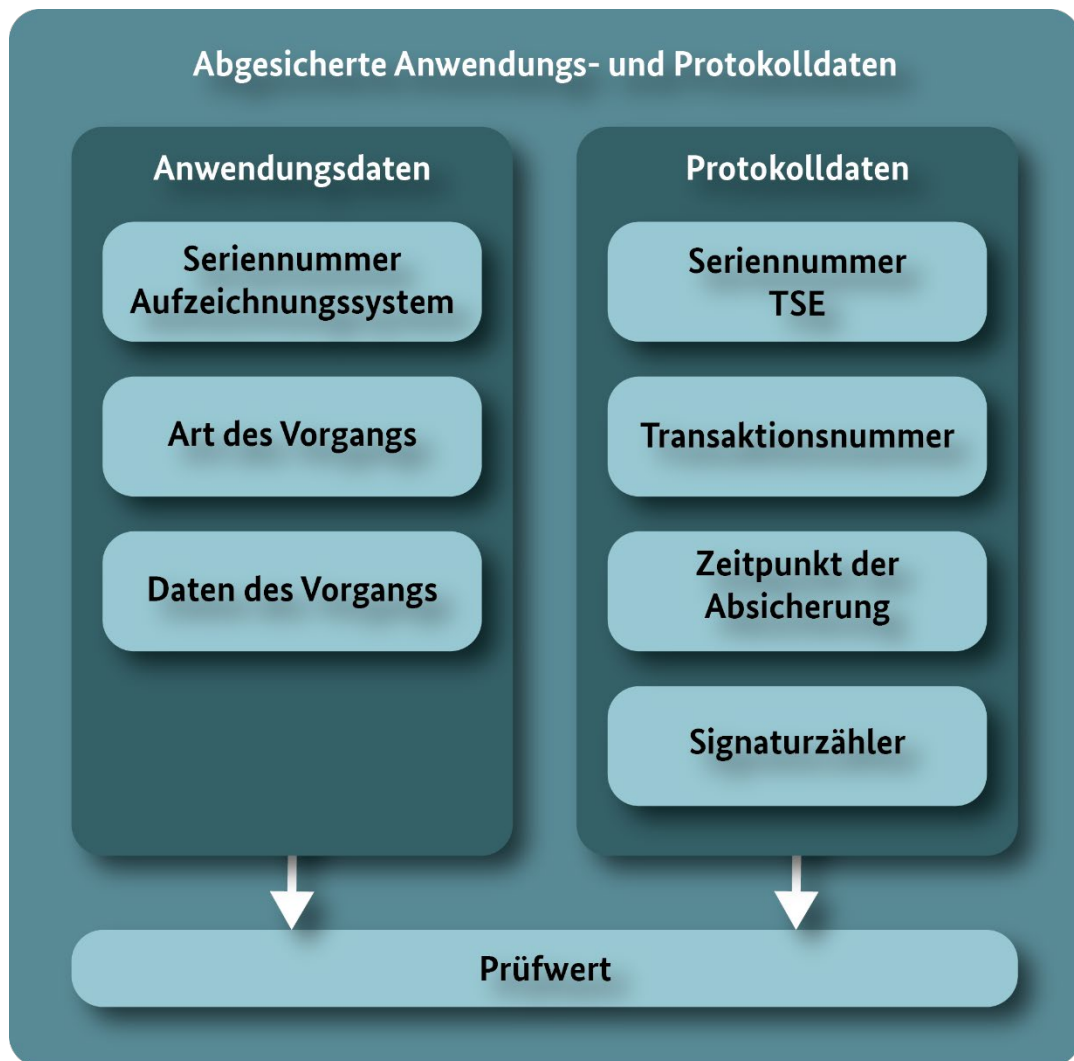 Abgesicherte Anwendungs- und Protokolldaten
Anwendungsdaten
Seriennummer
Aufzeichnungssystem
Art des Vorgangs
Daten des Vorgangs
Protokolldaten
Seriennummer
TSE
Transaktionsnummer
Zeitpunkt der
Absicherung
Signaturzähler
Prüfwert